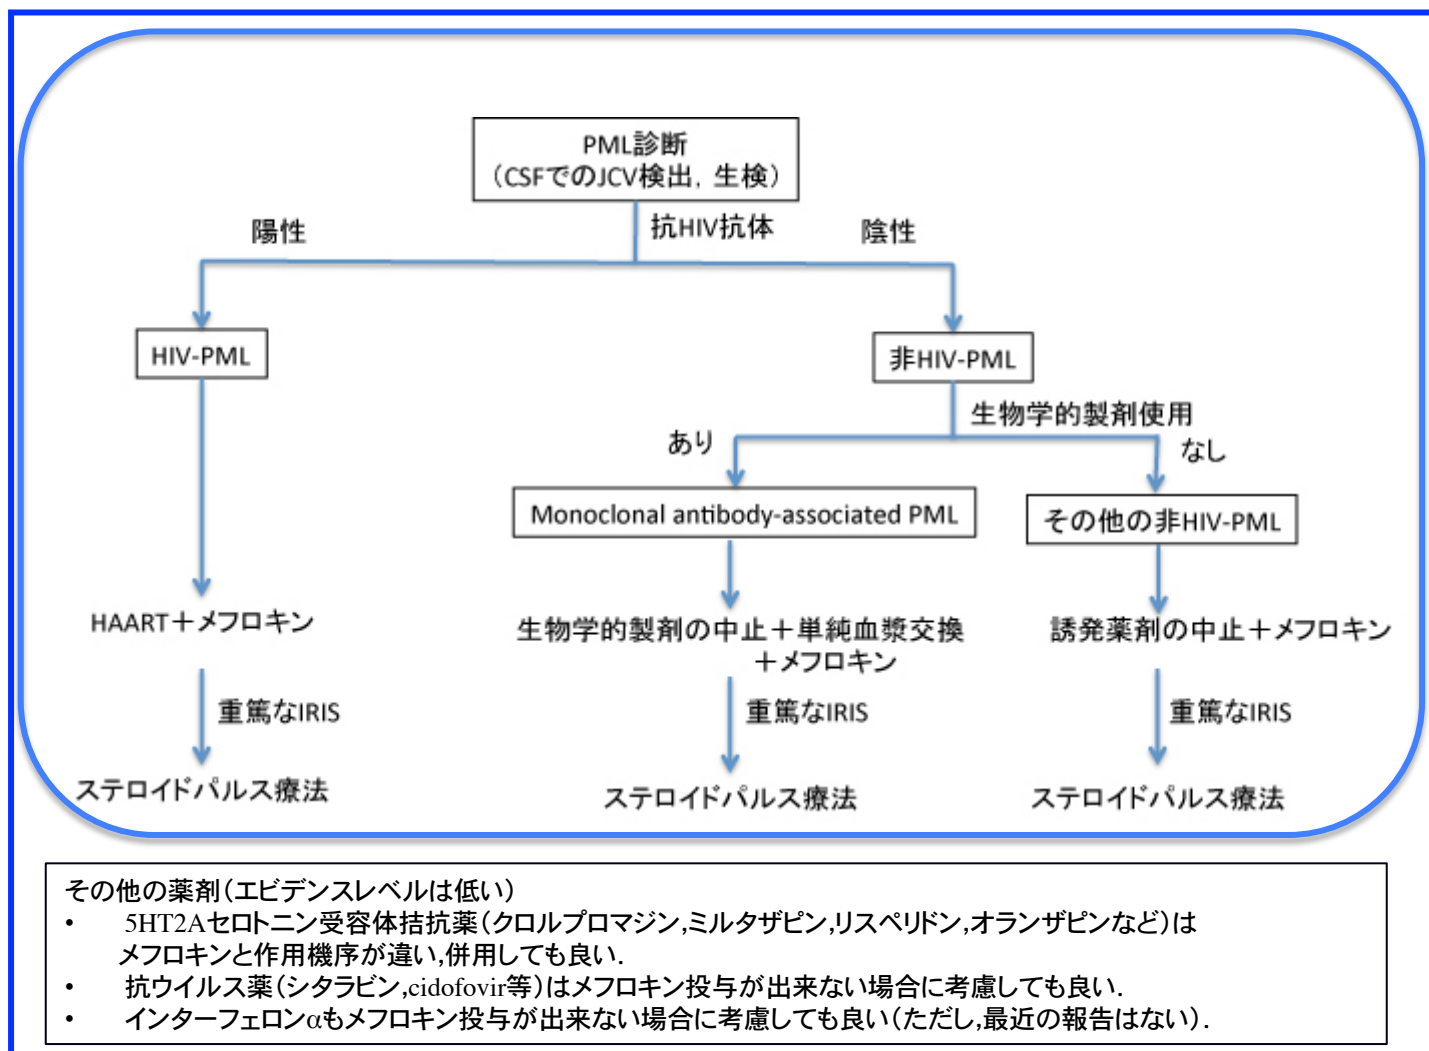 PML診断
（CSFでのJCV検出，生検）
陽性
抗HIV抗体
陰性
HIV-PML
非HIV-PML
生物学的製剤使用
あり
なし
Monoclonal antibody-associated PML
その他の非HIV-PML
HAART＋メフロキン
生物学的製剤の中止＋単純血漿交換
＋メフロキン
誘発薬剤の中止＋メフロキン
重篤なIRIS
重篤なIRIS
重篤なIRIS
ステロイドパルス療法
ステロイドパルス療法
ステロイドパルス療法
その他の薬剤（エビデンスレベルは低い）
• 5HT2Aセロトニン受容体拮抗薬（クロルプロマジン,ミルタザピン,リスペリドン,オランザピンなど）は
メフロキンと作用機序が違い,併用しても良い.
• 抗ウイルス薬（シタラビン,cidofovir等）はメフロキン投与が出来ない場合に考慮しても良い.
• インターフェロンαもメフロキン投与が出来ない場合に考慮しても良い（ただし,最近の報告はない）.